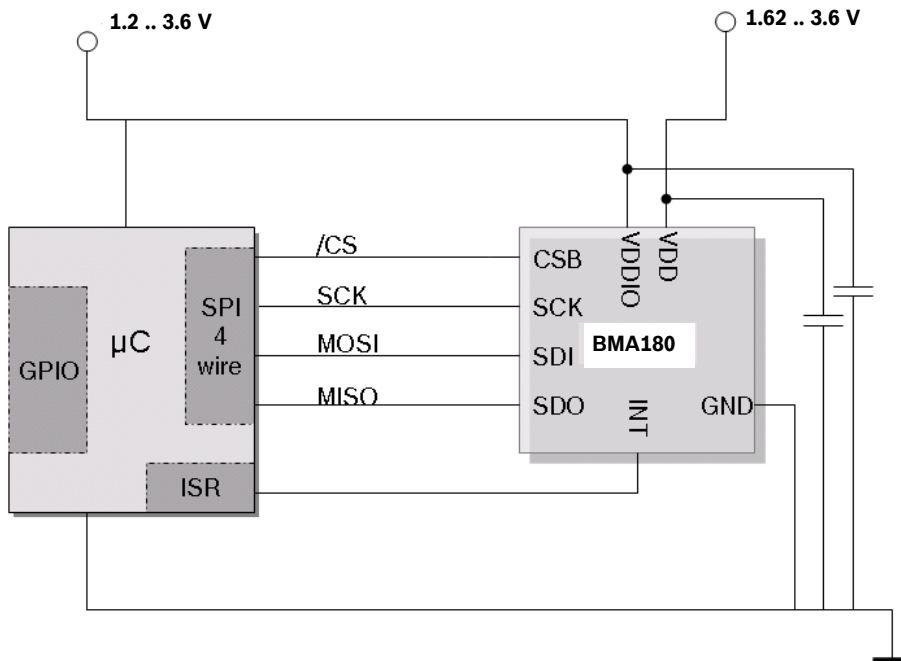 1.2 .. 3.6 V
1.62 .. 3.6 V
/CS
SCK
MOSI
MISO
GPIO
µC
SPI
4
wire
ISR
CSB
SCK
SDI
SDO
VDDIO
VDD
BMA180
INT
GND